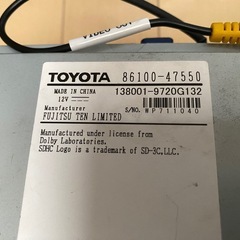 VIDEO OUT
TOYOTA 86100-47550
MADE IN CHINA 138001-9720G132
12V
Manufacturer S/NO. WP711040
FUJITSU TEN LIMITED
Manufactured under license from
Dolby Laboratories.
SDHC Logo is a trademark of SD-3C,LLC.